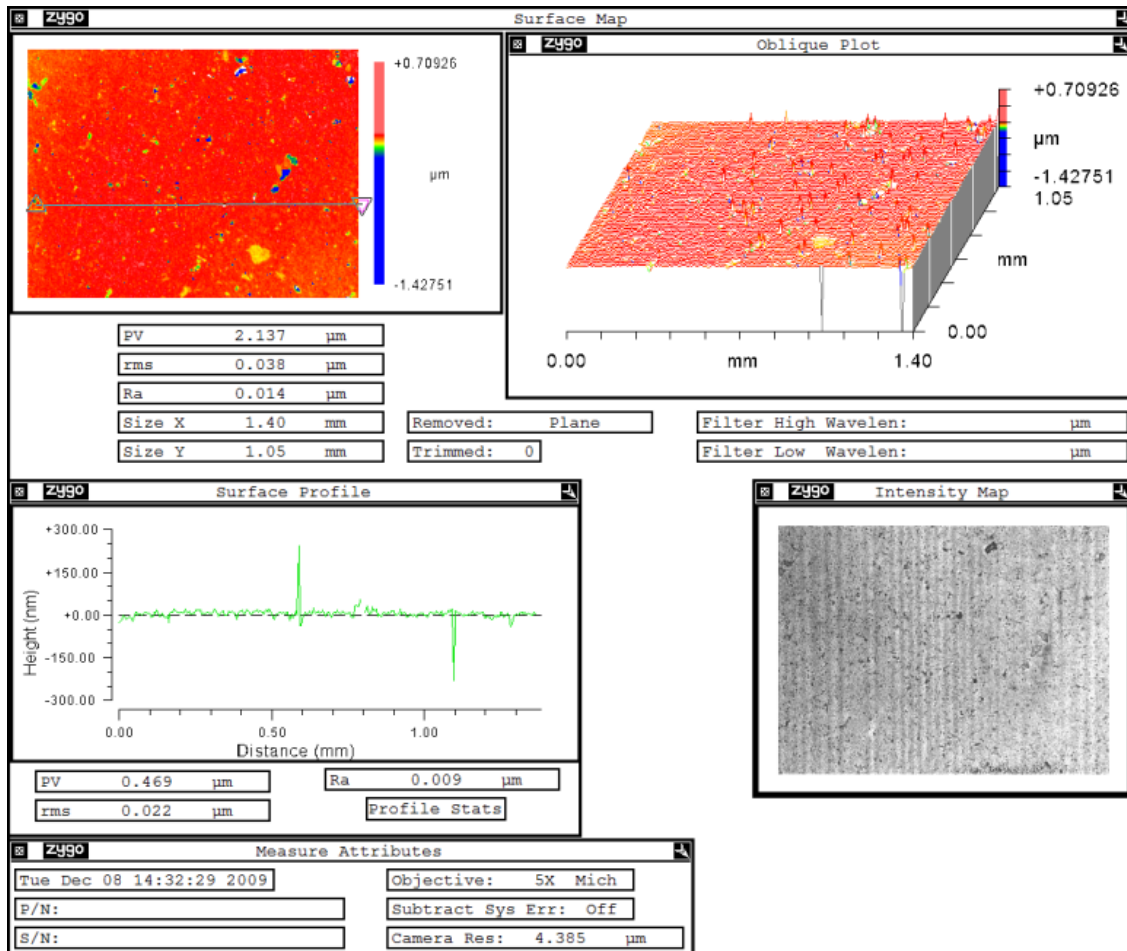 zygo Surface Map
+0.70926
µm
-1.42751
zygo Oblique Plot
+0.70926
µm
-1.42751
1.05
mm
0.00
0.00 mm 1.40
PV 2.137 µm
rms 0.038 µm
Ra 0.014 µm
Size X 1.40 mm
Size Y 1.05 mm
Removed: Plane
Trimmed: 0
Filter High Wavelen: µm
Filter Low Wavelen: µm
zygo Surface Profile
+300.00
+150.00
+0.00
-150.00
-300.00
Height (nm)
0.00 0.50 1.00
Distance (mm)
PV 0.469 µm
rms 0.022 µm
Ra 0.009 µm
Profile Stats
zygo Intensity Map
zygo Measure Attributes
Tue Dec 08 14:32:29 2009
P/N:
S/N:
Objective: 5X Mich
Subtract Sys Err: Off
Camera Res: 4.385 µm